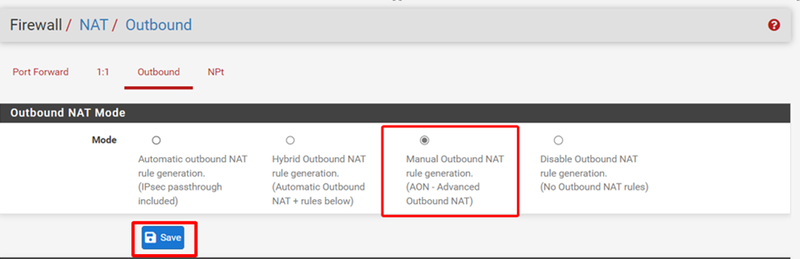 Firewall / NAT / Outbound
Port Forward 1:1 Outbound NPt
Outbound NAT Mode
Mode
Automatic outbound NAT
rule generation.
(IPsec passthrough
included)
Hybrid Outbound NAT
rule generation.
(Automatic Outbound
NAT + rules below)
Manual Outbound NAT
rule generation.
(AON - Advanced
Outbound NAT)
Disable Outbound NAT
rule generation.
(No Outbound NAT rules)
Save